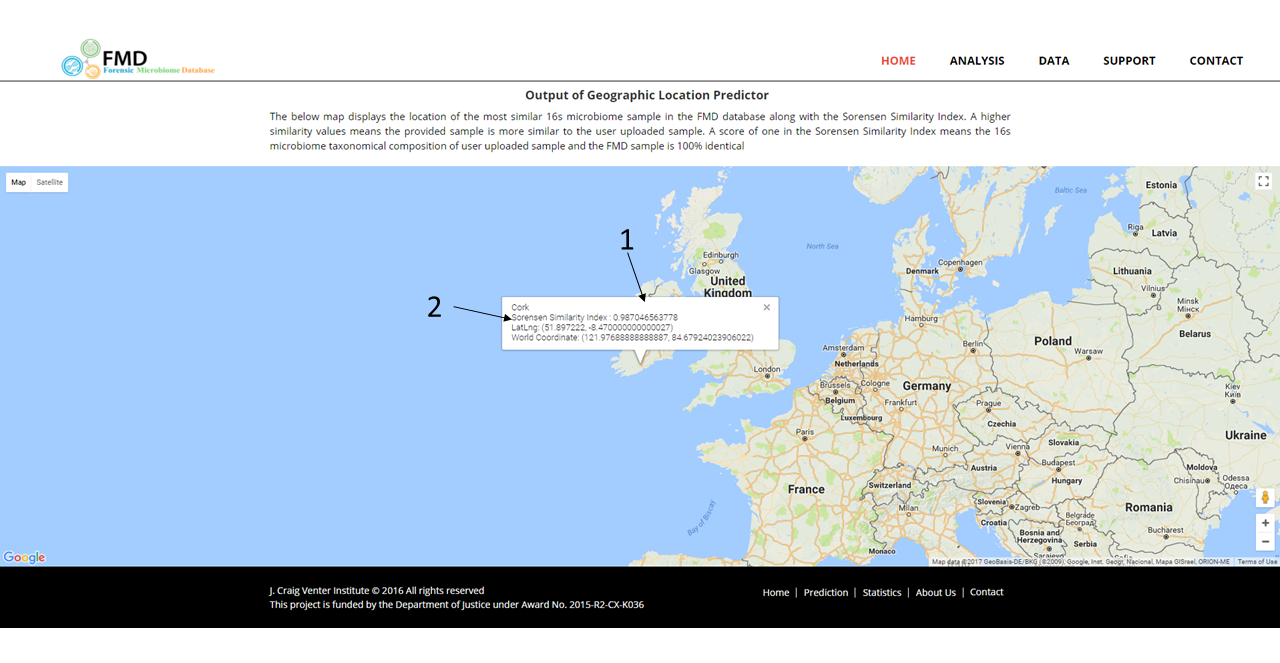 FMD
Forensic Microbiome Database
HOME
ANALYSIS
DATA
SUPPORT
CONTACT
Output of Geographic Location Predictor
The below map displays the location of the most similar 16s microbiome sample in the FMD database along with the Sorensen Similarity Index. A higher
similarity values means the provided sample is more similar to the user uploaded sample. A score of one in the Sorensen Similarity Index means the 16s
microbiome taxonomical composition of user uploaded sample and the FMD sample is 100% identical
Map
Satellite
Baltic Sea
Estonia
Riga
Latvia
1
North Sea
Edinburgh
Glasgow
United
Kingdom
Copenhagen
Denmark
Lithuania
Vilnius
Minsk
Мінск
2
Cork
Sorensen Similarity Index : 0.987046563778
LatLng: (51.897222, -8.470000000000027)
World Coordinate: (121.97688888888887, 84.67924023906022)
Hamburg
Belarus
Berlin
Poland
Warsaw
Amsterdam
Netherlands
London
Brussels
Cologne
Germany
Belgium
Frankfurt
Luxembourg
Prague
Czechia
Kiev
Київ
Paris
Ukraine
Slovakia
Vienna
Munich
Budapest
Austria
Hungary
Moldova
Chisinau
Odessa
Одеса
France
Switzerland
Slovenia
Zagreb
Milan
Croatia
Belgrade
Београд
Romania
Bosnia and
Herzegovina
Serbia
Bucharest
Bay of Biscay
Monaco
Sarajevo
Google
Map data ©2017 GeoBasis-DE/BKG (©2009), Google, Inst. Geogr. Nacional, Mapa GISrael, ORION-ME
Terms of Use
J. Craig Venter Institute © 2016 All rights reserved
This project is funded by the Department of Justice under Award No. 2015-R2-CX-K036
Home | Prediction | Statistics | About Us | Contact